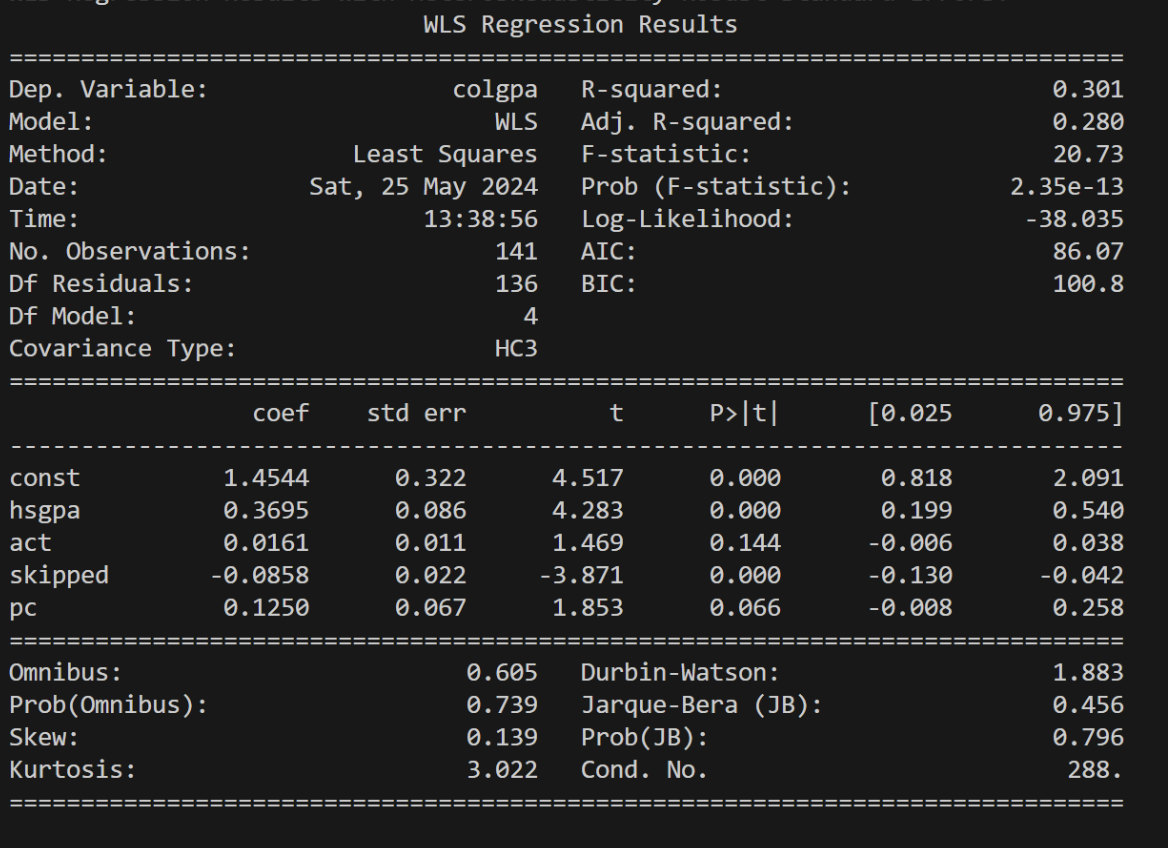 WLS Regression Results
==============================================================================
Dep. Variable:                 colgpa   R-squared:                       0.301
Model:                            WLS   Adj. R-squared:                  0.280
Method:                 Least Squares   F-statistic:                     20.73
Date:                Sat, 25 May 2024   Prob (F-statistic):           2.35e-13
Time:                        13:38:56   Log-Likelihood:                -38.035
No. Observations:                 141   AIC:                             86.07
Df Residuals:                     136   BIC:                             100.8
Df Model:                           4
Covariance Type:                  HC3
==============================================================================
                 coef    std err          t      P>|t|      [0.025      0.975]
------------------------------------------------------------------------------
const          1.4544      0.322      4.517      0.000       0.818       2.091
hsgpa          0.3695      0.086      4.283      0.000       0.199       0.540
act            0.0161      0.011      1.469      0.144      -0.006       0.038
skipped       -0.0858      0.022     -3.871      0.000      -0.130      -0.042
pc             0.1250      0.067      1.853      0.066      -0.008       0.258
==============================================================================
Omnibus:                        0.605   Durbin-Watson:                   1.883
Prob(Omnibus):                  0.739   Jarque-Bera (JB):                0.456
Skew:                           0.139   Prob(JB):                        0.796
Kurtosis:                       3.022   Cond. No.                         288.
==============================================================================